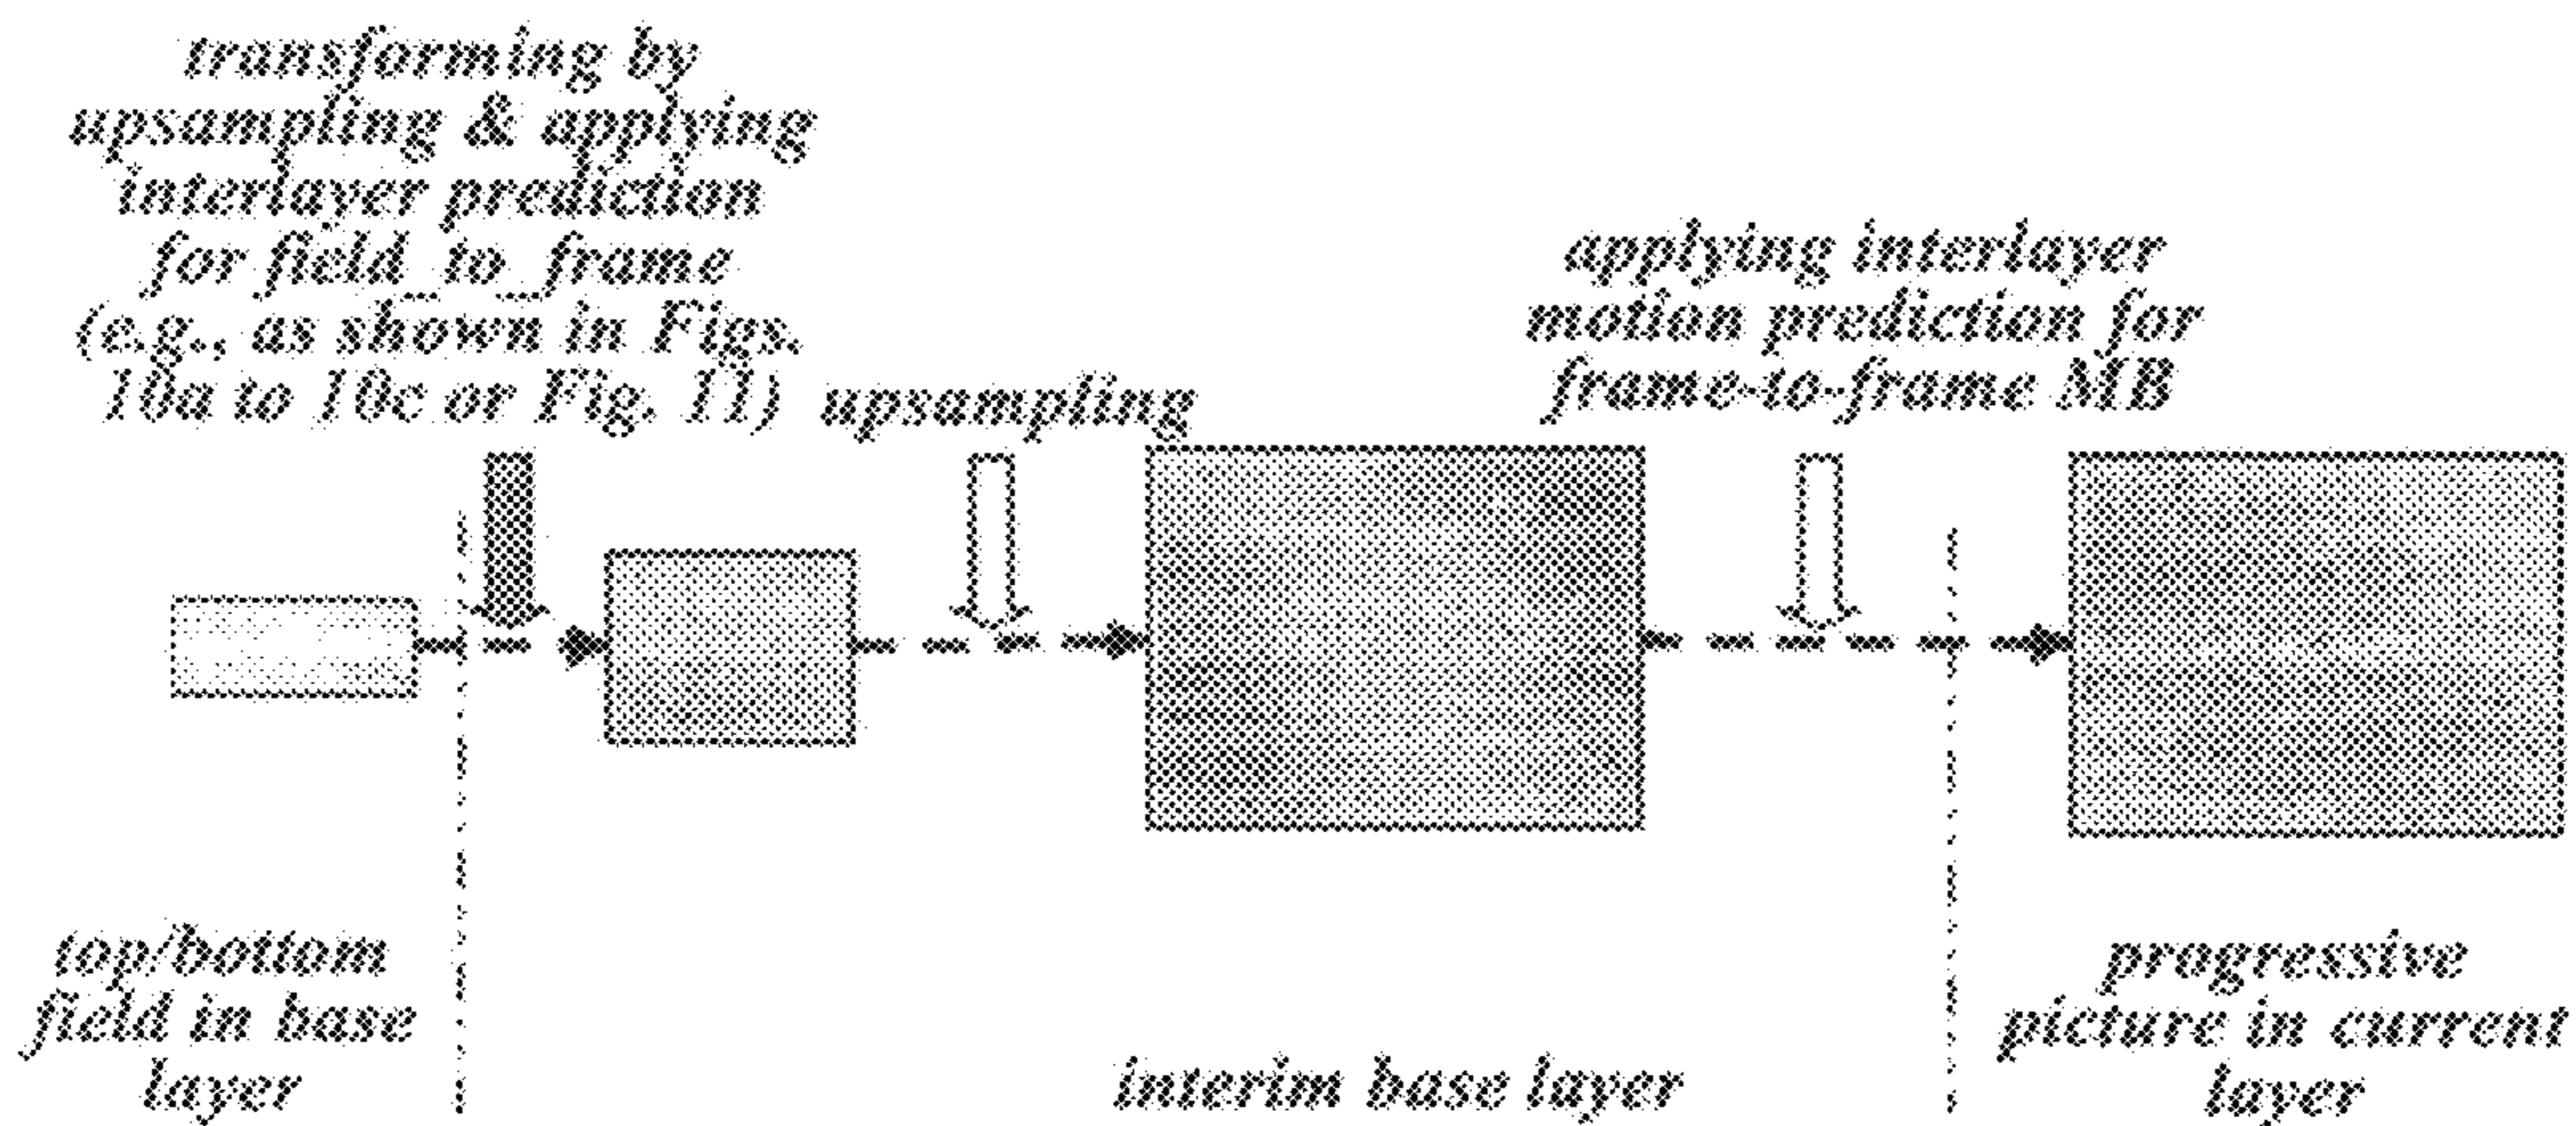 transforming by
upsampling & applying
interlayer prediction
for field_to_frame
(e.g., as shown in Figs.
10a to 10c or Fig. 11)
upsampling
applying interlayer
motion prediction for
frame-to-frame MB
top/bottom
field in base
layer
interim base layer
progressive
picture in current
layer